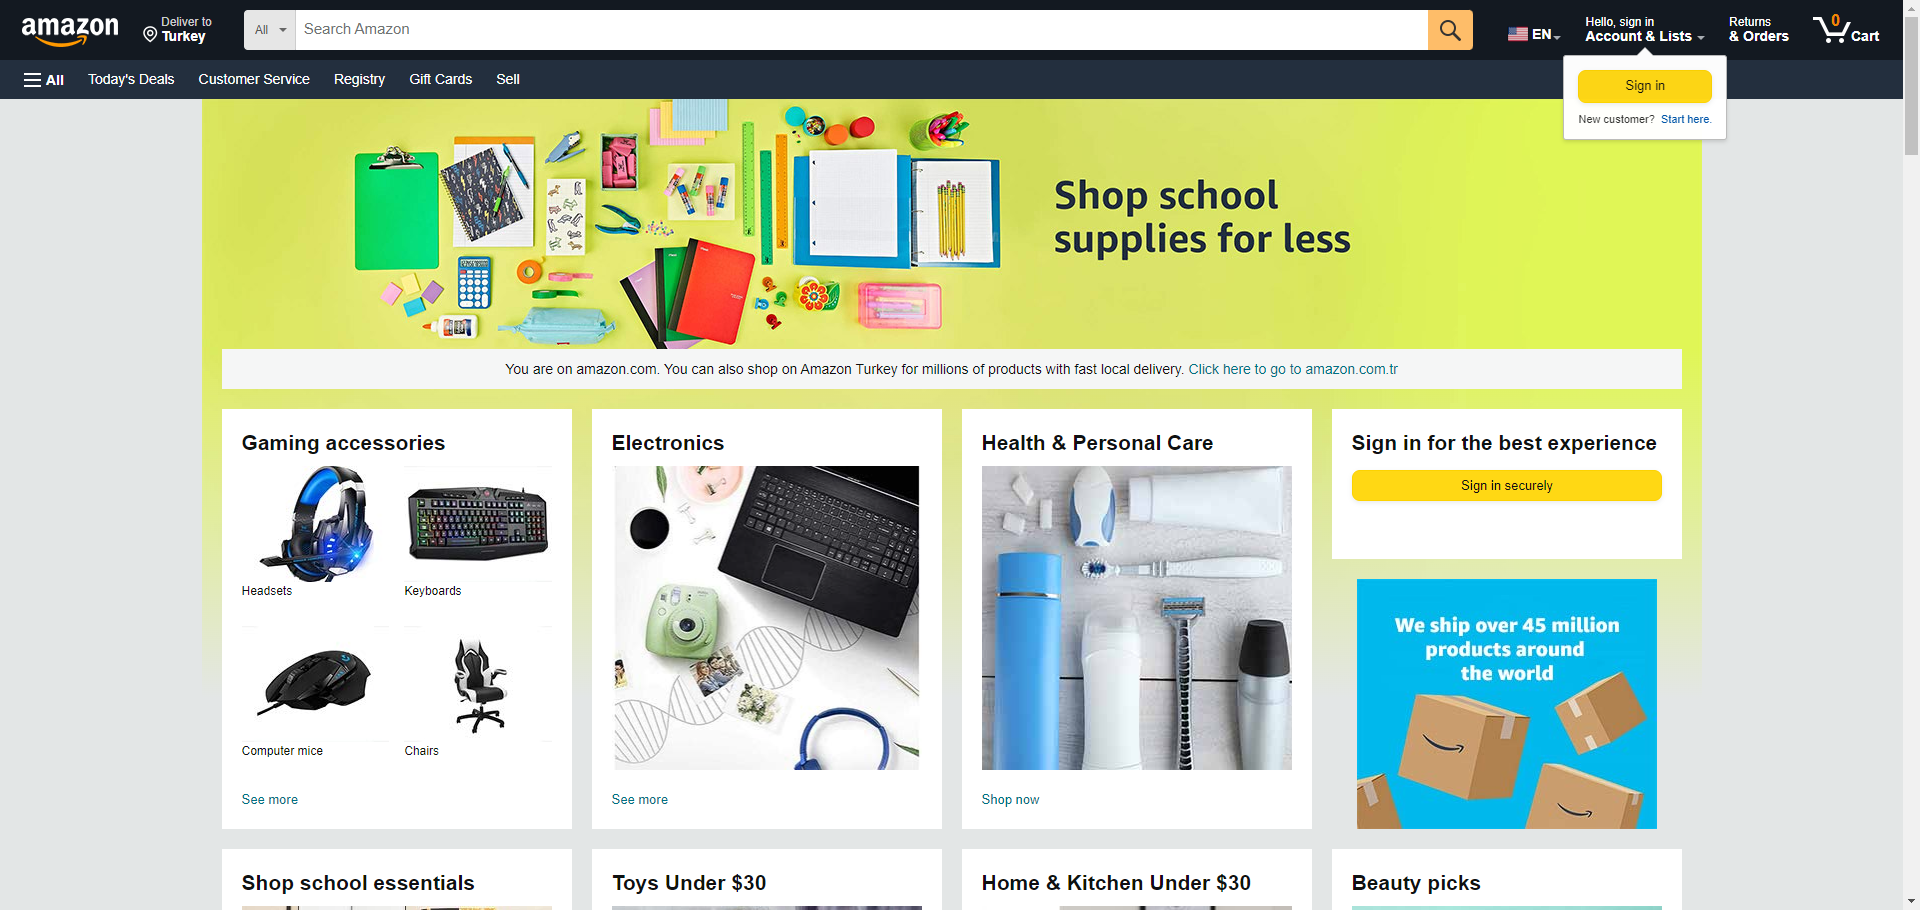 amazon
Deliver to
Turkey
All
Search Amazon
EN
Hello, sign in
Account & Lists
Returns
& Orders
0
Cart
All
Today's Deals
Customer Service
Registry
Gift Cards
Sell
Sign in
New customer? Start here.
Shop school
supplies for less
You are on amazon.com. You can also shop on Amazon Turkey for millions of products with fast local delivery. Click here to go to amazon.com.tr
Gaming accessories
Headsets
Keyboards
Computer mice
Chairs
See more
Electronics
See more
Health & Personal Care
Shop now
Sign in for the best experience
Sign in securely
We ship over 45 million
products around
the world
Shop school essentials
Toys Under $30
Home & Kitchen Under $30
Beauty picks